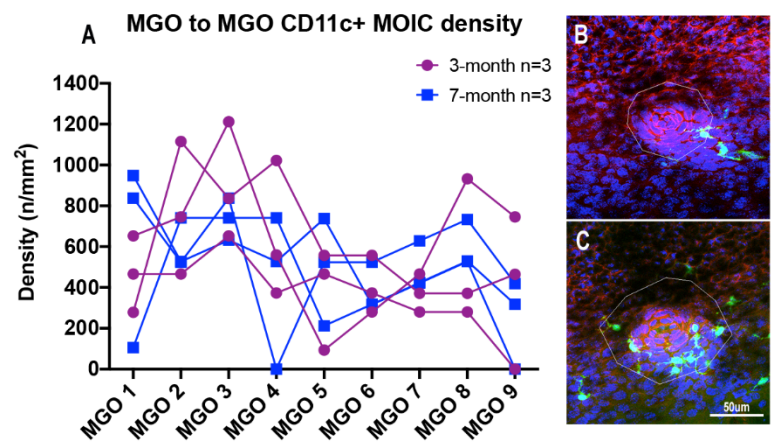 A
MGO to MGO CD11c+ MOIC density
3-month n=3
7-month n=3
Density (n/mm²)
1400
1200
1000
800
600
400
200
0
MGO 1
MGO 2
MGO 3
MGO 4
MGO 5
MGO 6
MGO 7
MGO 8
MGO 9
B
C
50um